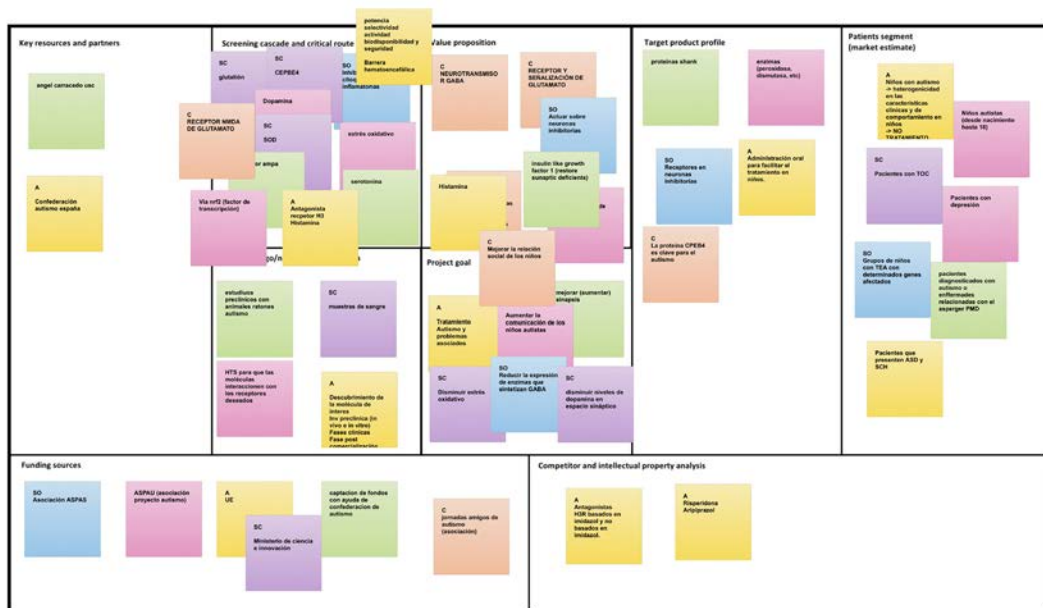 Key resources and partners
angel carracedo usc
A
Confederación
autismo españa
Screening cascade and critical route
potencia
selectividad
actividad
biodisponibilidad y
seguridad
Barrera
hematoencefálica
SC
glutatión
SC
CEPBE4
SO
C
RECEPTOR NMDA
DE GLUTAMATO
Dopamina
SC
SOD
estrés oxidativo
ampa
serotonina
Via nrf2 (factor de
transcripción)
A
Antagonista
recpetor H3
Histamina
estudiuos
preclínicos con
animales ratones
autismo
SC
muestras de sangre
HTS para que las
moléculas
interaccionen con
los receptores
deseados
A
Descubrimiento de
la molécula de
interes
Inv preclínica (in
vivo e in vitro)
Fases clínicas
Fase post
comercialización
Value proposition
C
NEUROTRANSMISO
R GABA
C
RECEPTOR Y
SEÑALIZACIÓN DE
GLUTAMATO
SO
Actuar sobre
neuronas
inhibitorias
insulin like growth
factor 1 (restore
sunaptic deficients)
Histamina
de
C
Mejorar la relación
social de los niños
Project goal
mejorar (aumentar)
A
Tratamiento
Autismo y
problemas
asociados
Aumentar la
comunicación de los
niños autistas
SC
Disminuir estrés
oxidativo
SO
Reducir la expresión
de enzimas que
sintetizan GABA
SC
disminuir niveles de
dopamina en
espacio sináptico
Target product profile
proteinas shank
enzimas
(peroxidasa,
dismutasa, etc)
SO
Receptores en
neuronas
inhibitorias
A
Administración oral
para facilitar el
tratamiento en
niños.
C
La proteína CPEB4
es clave para el
autismo
Patients segment
(market estimate)
A
Niños con autismo
-> heterogenicidad
en las
características
clínicas y de
comportamiento en
niños
-> NO
TRATAMIENTO
Niños autistas
(desde nacimiento
hasta 18)
SC
Pacientes con TOC
Pacientes con
depresión
SO
Grupos de niños
con TEA con
determinados genes
afectados
pacientes
diagnosticados con
autismo o
enfermades
relacionadas con el
asperger PMD
A
Pacientes que
presenten ASD y
SCH
Funding sources
SO
Asociación ASPAS
ASPAU (asociación
proyecto autismo)
A
UE
SC
Ministerio de ciencia
e innovación
captacion de fondos
con ayuda de
confederacion de
autismo
C
jornadas amigos de
autismo
(asociación)
Competitor and intellectual property analysis
A
Antagonistas
H3R basados en
imidazol y no
basados en
imidazol.
A
Risperidona
Aripiprazol